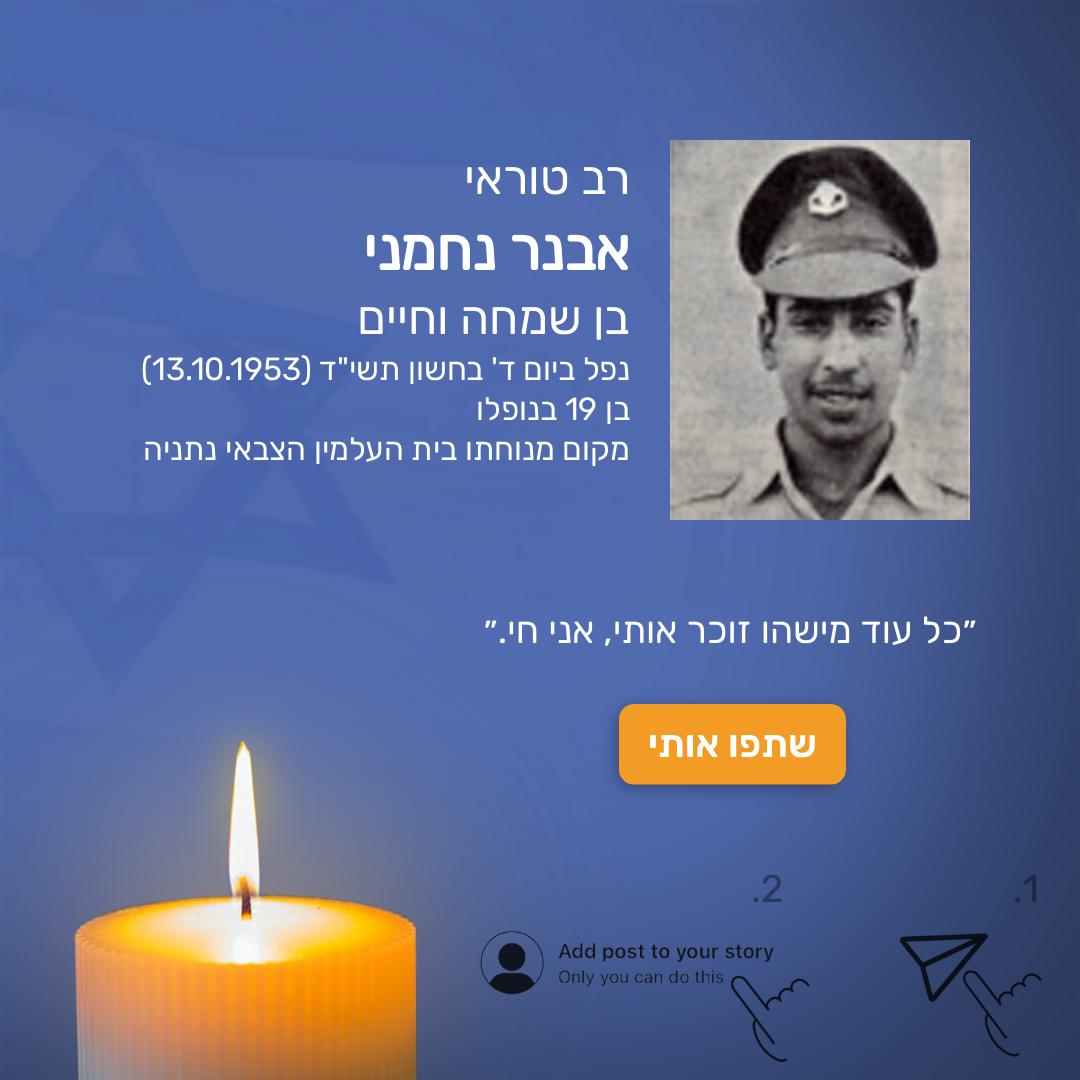 רב טוראי
אבנר נחמני
בן שמחה וחיים
נפל ביום ד' בחשון תשי"ד (13.10.1953)
בן 19 בנופלו
מקום מנוחתו בית העלמין הצבאי נתניה
״כל עוד מישהו זוכר אותי, אני חי.״
שתפו אותי
.1
.2
Add post to your story
Only you can do this